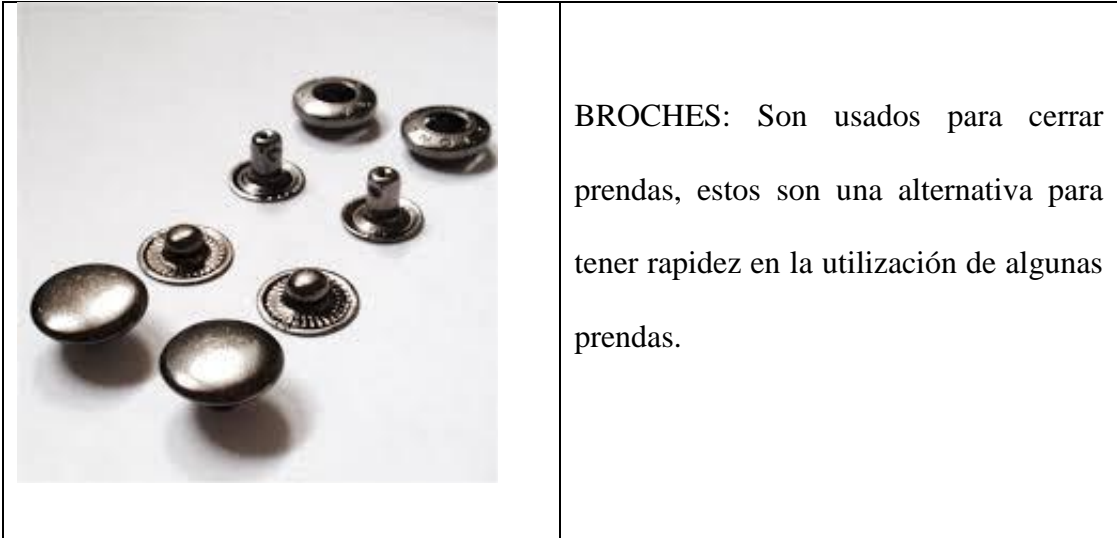 BROCHES: Son usados para cerrar
prendas, estos son una alternativa para
tener rapidez en la utilización de algunas
prendas.